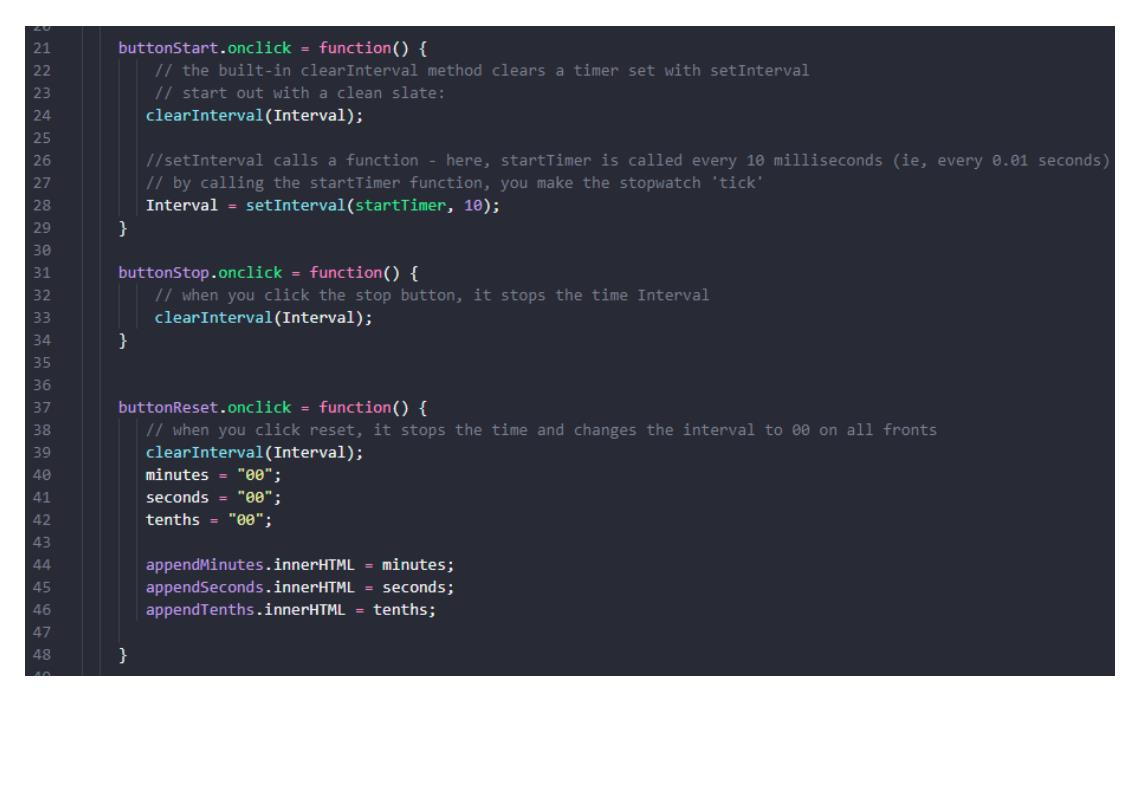 20
21 buttonStart.onclick = function() {
22 // the built-in clearInterval method clears a timer set with setInterval
23 // start out with a clean slate:
24 clearInterval(Interval);
25
26 //setInterval calls a function - here, startTimer is called every 10 milliseconds (ie, every 0.01 seconds)
27 // by calling the startTimer function, you make the stopwatch 'tick'
28 Interval = setInterval(startTimer, 10);
29 }
30
31 buttonStop.onclick = function() {
32 // when you click the stop button, it stops the time Interval
33 clearInterval(Interval);
34 }
35
36
37 buttonReset.onclick = function() {
38 // when you click reset, it stops the time and changes the interval to 00 on all fronts
39 clearInterval(Interval);
40 minutes = "00";
41 seconds = "00";
42 tenths = "00";
43
44 appendMinutes.innerHTML = minutes;
45 appendSeconds.innerHTML = seconds;
46 appendTenths.innerHTML = tenths;
47
48 }
49